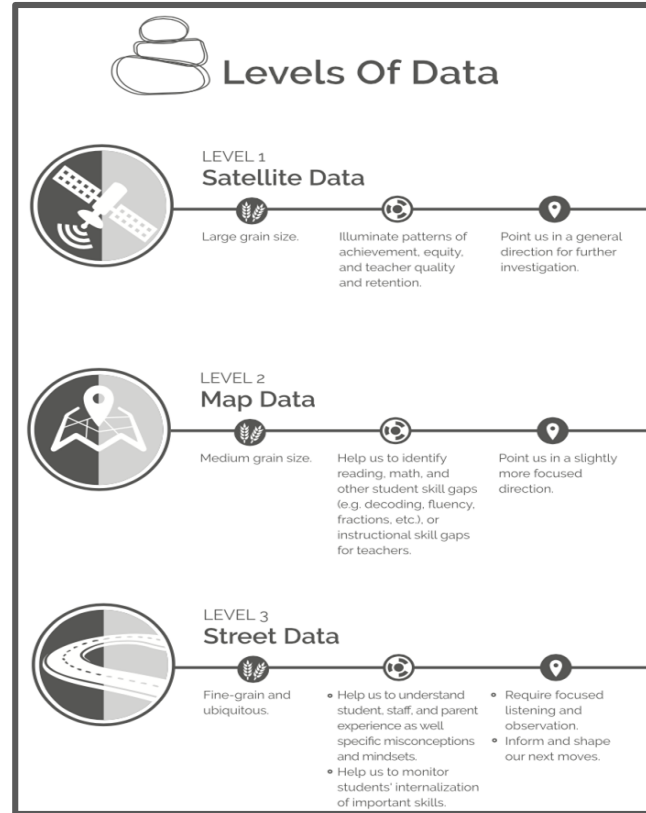 Levels Of Data
LEVEL 1
Satellite Data
Large grain size.
Illuminate patterns of
achievement, equity,
and teacher quality
and retention.
Point us in a general
direction for further
investigation.
LEVEL 2
Map Data
Medium grain size.
Help us to identify
reading, math, and
other student skill gaps
(e.g. decoding, fluency,
fractions, etc.), or
instructional skill gaps
for teachers.
Point us in a slightly
more focused
direction.
LEVEL 3
Street Data
Fine-grain and
ubiquitous.
Help us to understand
student, staff, and parent
experience as well
specific misconceptions
and mindsets.
Help us to monitor
students' internalization
of important skills.
Require focused
listening and
observation.
Inform and shape
our next moves.